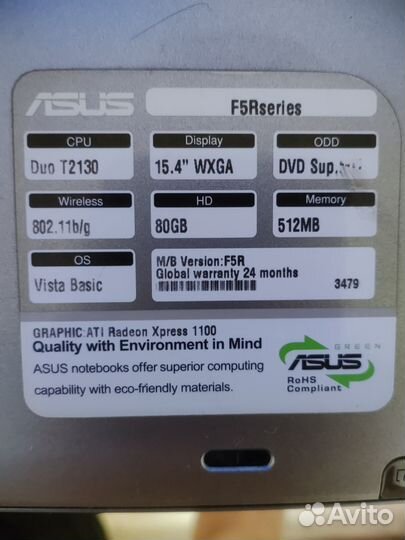 ASUS F5Rseries
CPU Display ODD
Duo T2130 15.4" WXGA DVD
Wireless HD Memory
802.11b/g 80GB 512MB
OS M/B Version:F5R
Global warranty 24 months
Vista Basic 3479
GRAPHIC:ATI Radeon Xpress 1100
Quality with Environment in Mind
ASUS notebooks offer superior computing
capability with eco-friendly materials.
GREEN
ASUS
RoHS
Compliant
Avito